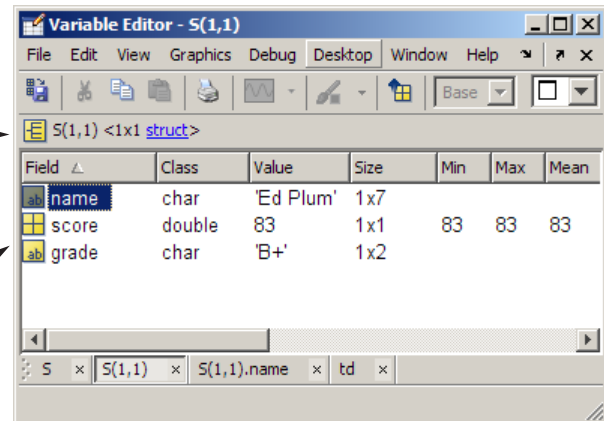 Variable Editor - S(1,1)
File Edit View Graphics Debug Desktop Window Help
Base
S(1,1) <1x1 struct>
Field Class Value Size Min Max Mean
ab name char 'Ed Plum' 1x7
score double 83 1x1 83 83 83
ab grade char 'B+' 1x2
S S(1,1) S(1,1).name td